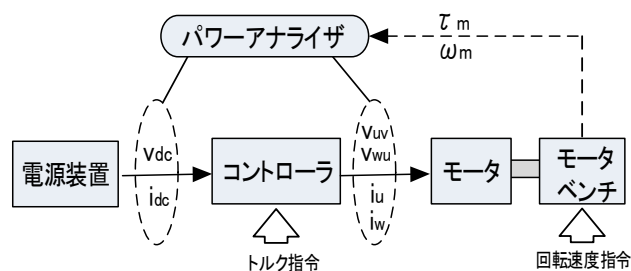 パワーアナライザ
τm
ωm
電源装置
vdc
idc
コントローラ
vuv
vwu
iu
iw
モータ
モータ
ベンチ
トルク指令
回転速度指令